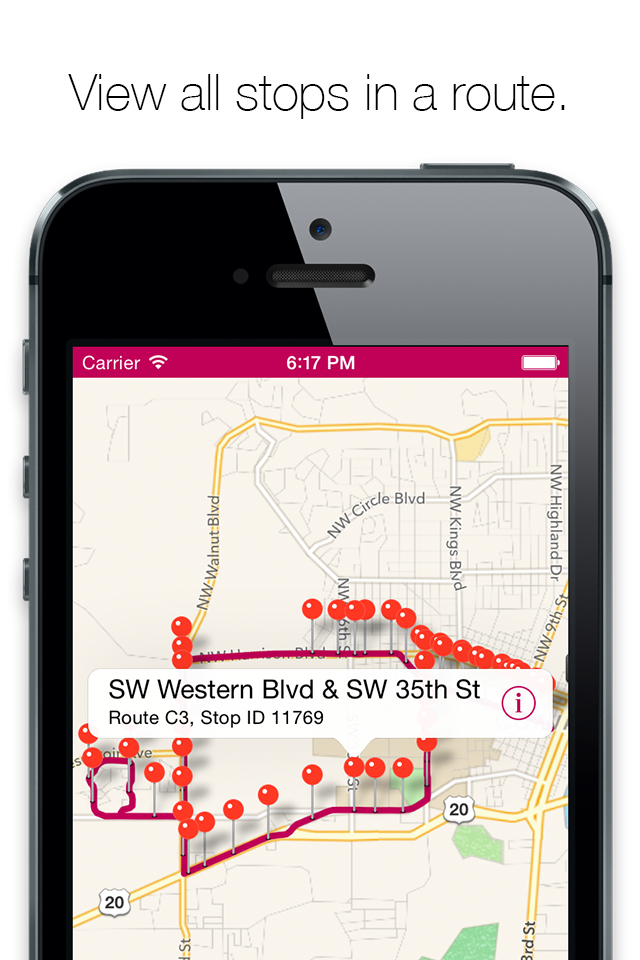 View all stops in a route.
Carrier 6:17 PM
NW Circle Blvd
NW Walnut Blvd
NW Kings Blvd
NW Highland Dr
NW 9th St
NW Harrison Blvd
SW Western Blvd & SW 35th St
Route C3, Stop ID 11769
i
20
20
3rd St